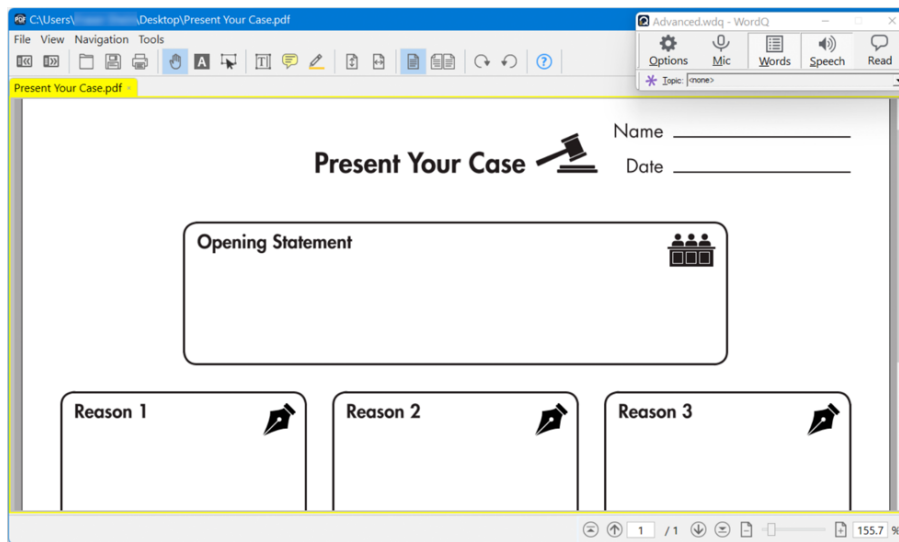 C:\Users\ \Desktop\Present Your Case.pdf
Advanced.wdq - WordQ
File View Navigation Tools
Options Mic Words Speech Read
Topic: <none>
Present Your Case.pdf
Name
Present Your Case
Date
Opening Statement
Reason 1
Reason 2
Reason 3
1 / 1
155.7 %